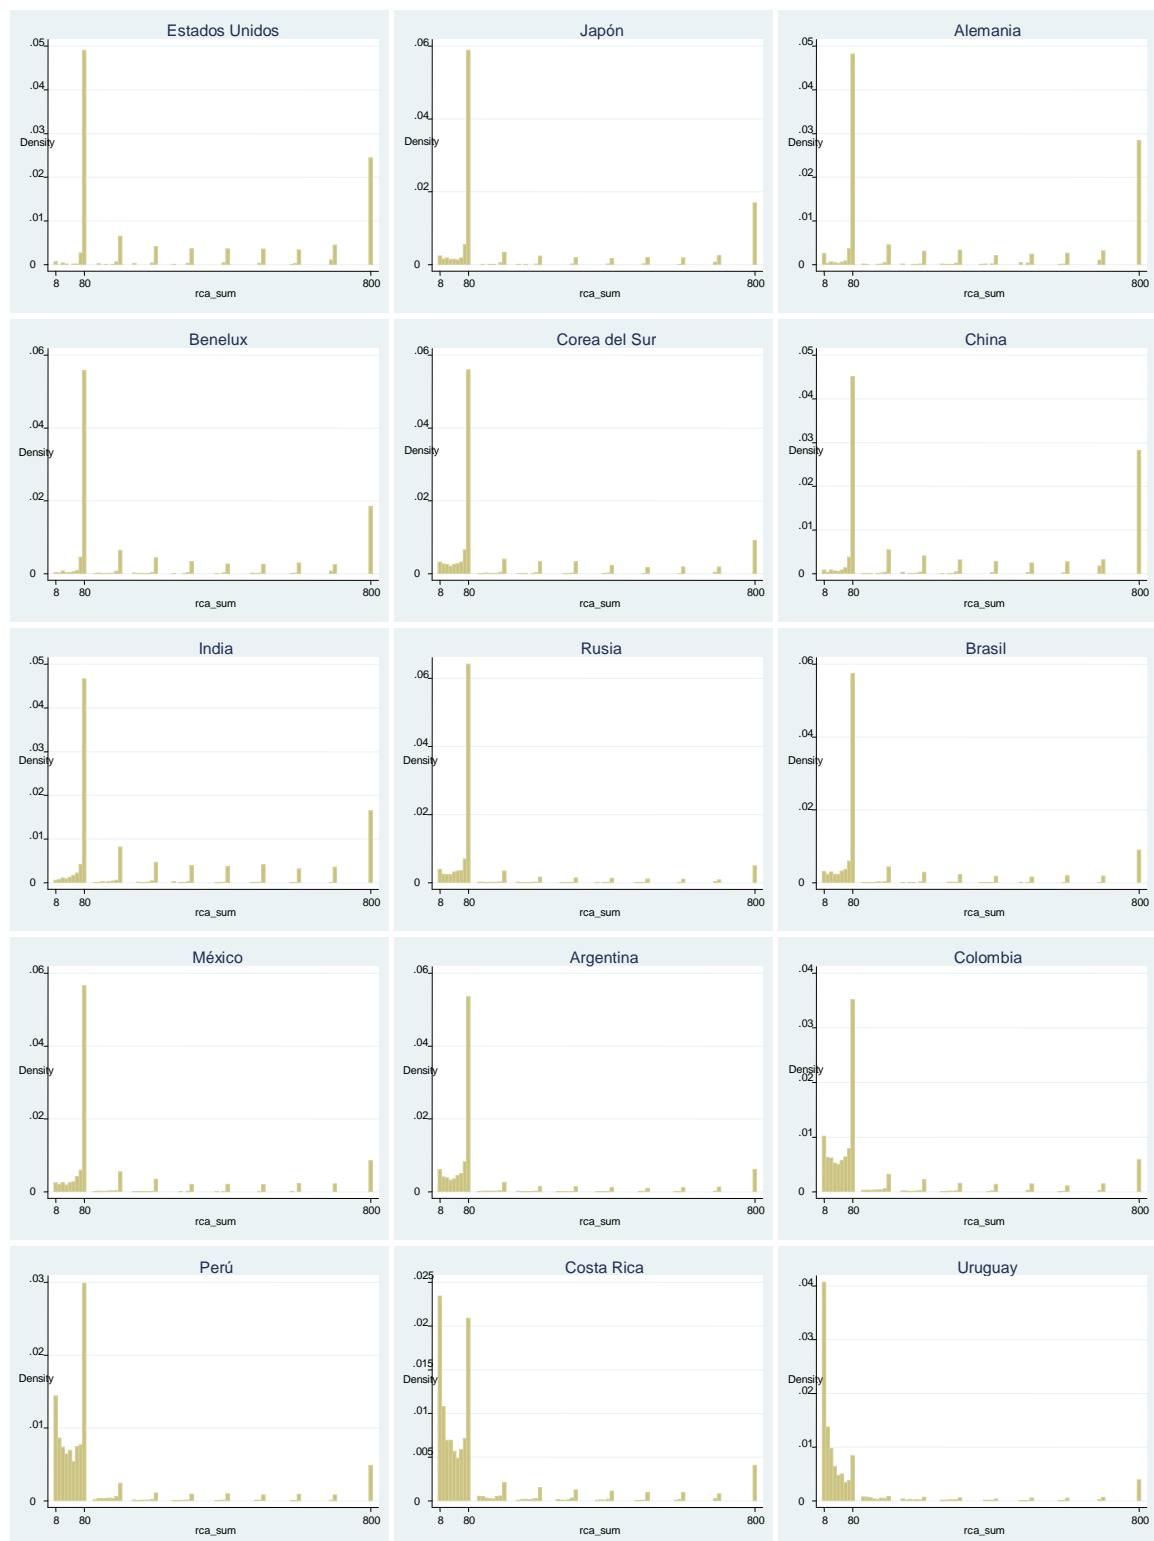 Estados Unidos
.05
.04
.03
Density
.02
.01
0
8 80 800
rca_sum
Japón
.06
.04
Density
.02
0
8 80 800
rca_sum
Alemania
.05
.04
.03
Density
.02
.01
0
8 80 800
rca_sum
Benelux
.06
.04
Density
.02
0
8 80 800
rca_sum
Corea del Sur
.06
.04
Density
.02
0
8 80 800
rca_sum
China
.05
.04
.03
Density
.02
.01
0
8 80 800
rca_sum
India
.05
.04
.03
Density
.02
.01
0
8 80 800
rca_sum
Rusia
.06
.04
Density
.02
0
8 80 800
rca_sum
Brasil
.06
.04
Density
.02
0
8 80 800
rca_sum
México
.06
.04
Density
.02
0
8 80 800
rca_sum
Argentina
.06
.04
Density
.02
0
8 80 800
rca_sum
Colombia
.04
.03
Density
.02
.01
0
8 80 800
rca_sum
Perú
.03
.02
Density
.01
0
8 80 800
rca_sum
Costa Rica
.025
.02
.015
Density
.01
.005
0
8 80 800
rca_sum
Uruguay
.04
.03
Density
.02
.01
0
8 80 800
rca_sum